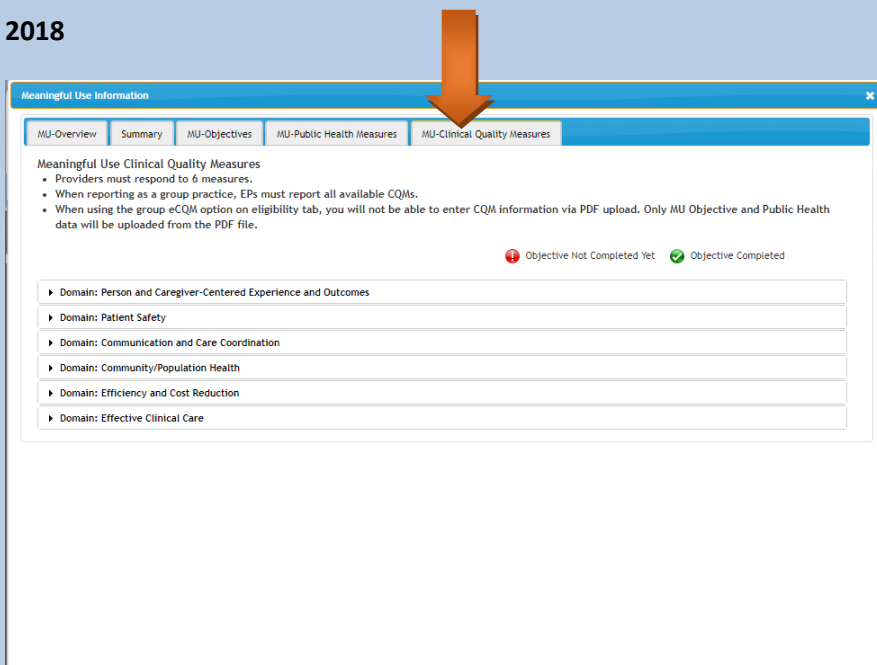 2018
Meaningful Use Information
MU-Overview Summary MU-Objectives MU-Public Health Measures MU-Clinical Quality Measures
Meaningful Use Clinical Quality Measures
• Providers must respond to 6 measures.
• When reporting as a group practice, EPs must report all available CQMs.
• When using the group eCQM option on eligibility tab, you will not be able to enter CQM information via PDF upload. Only MU Objective and Public Health
data will be uploaded from the PDF file.
Objective Not Completed Yet Objective Completed
Domain: Person and Caregiver-Centered Experience and Outcomes
Domain: Patient Safety
Domain: Communication and Care Coordination
Domain: Community/Population Health
Domain: Efficiency and Cost Reduction
Domain: Effective Clinical Care